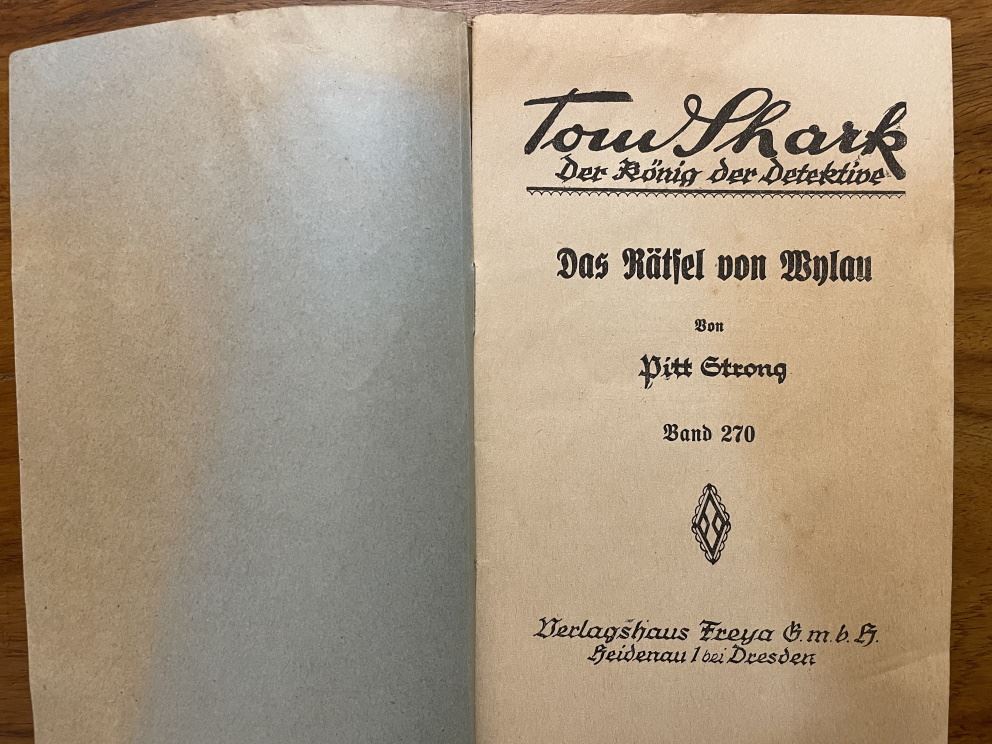 Tom Shark
Der König der Detektive
Das Rätsel von Wylau
Von
Pitt Strong
Band 270
Verlagshaus Freya G.m.b.H.
Heidenau 1 bei Dresden